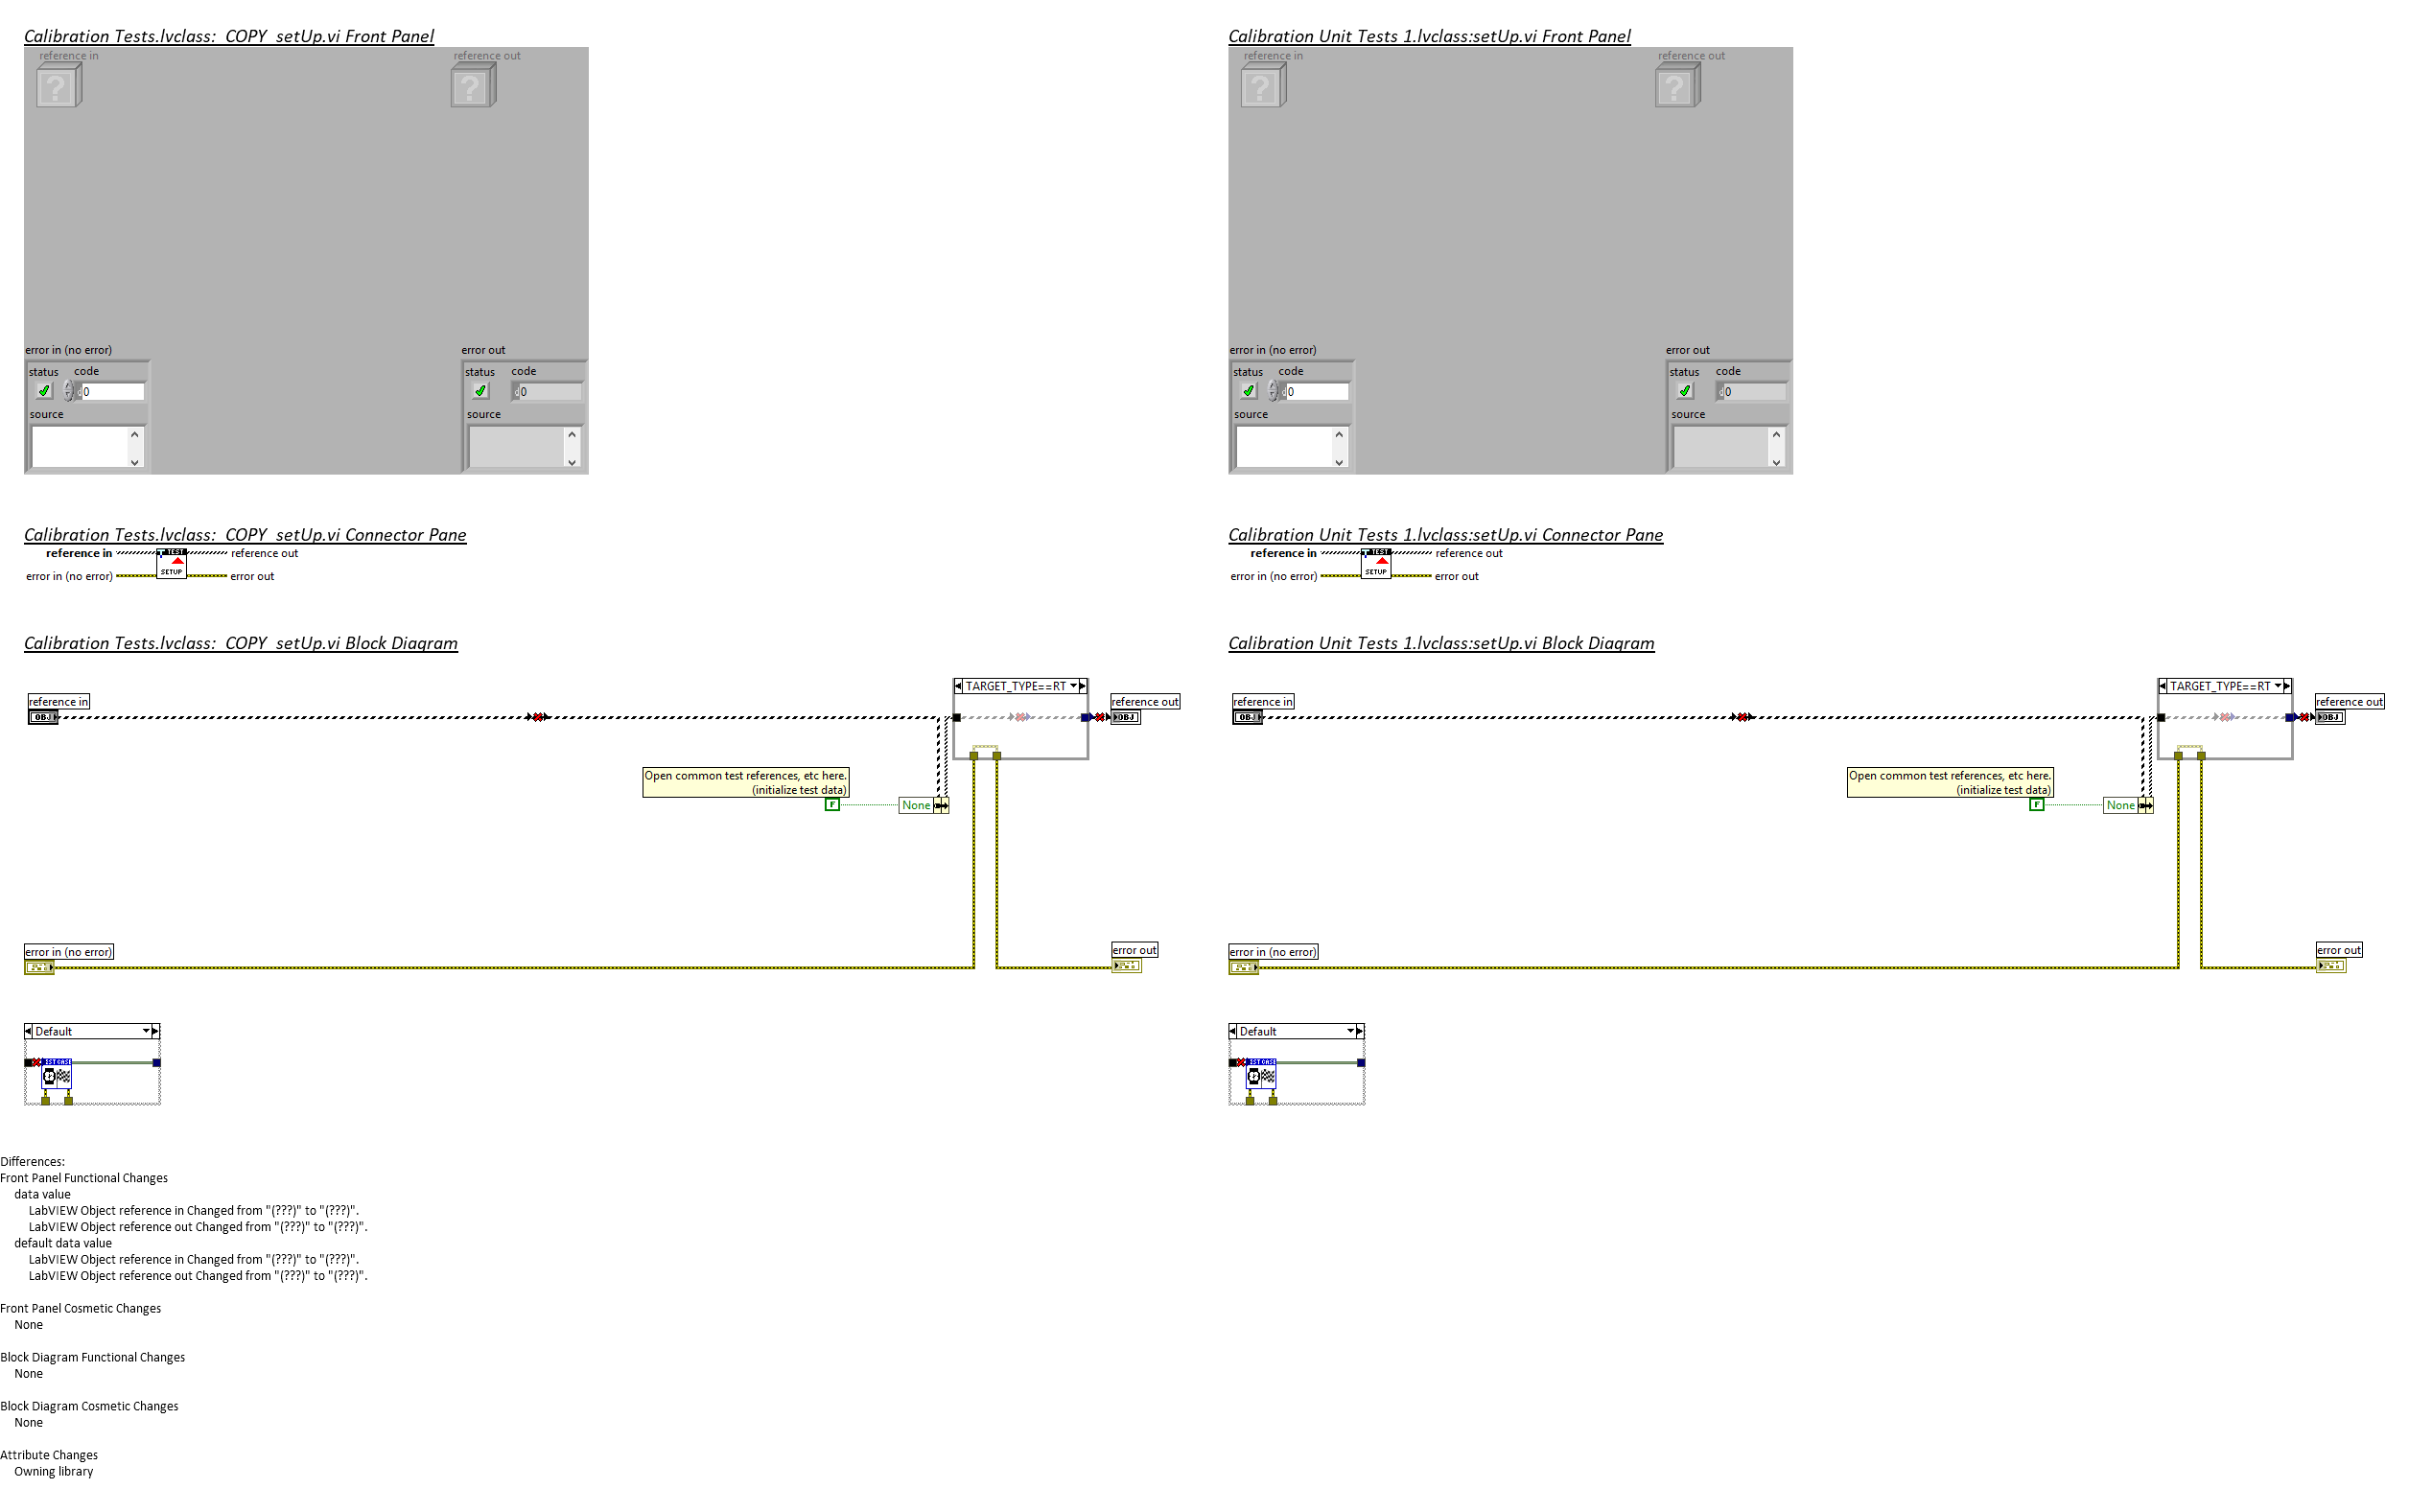 Calibration Tests.lvclass:_COPY_setUp.vi Front Panel
reference in
reference out
error in (no error)
error out
status code
0
status code
0
source
source
Calibration Tests.lvclass:_COPY_setUp.vi Connector Pane
reference in
reference out
TEST
SETUP
error in (no error)
error out
Calibration Tests.lvclass:_COPY_setUp.vi Block Diagram
TARGET_TYPE==RT
reference in
OBJ
reference out
OBJ
Open common test references, etc here.
(initialize test data)
F
None
error in (no error)
error out
Default
Calibration Unit Tests 1.lvclass:setUp.vi Front Panel
reference in
reference out
error in (no error)
error out
status code
0
status code
0
source
source
Calibration Unit Tests 1.lvclass:setUp.vi Connector Pane
reference in
reference out
TEST
SETUP
error in (no error)
error out
Calibration Unit Tests 1.lvclass:setUp.vi Block Diagram
TARGET_TYPE==RT
reference in
OBJ
reference out
OBJ
Open common test references, etc here.
(initialize test data)
F
None
error in (no error)
error out
Default
Differences:
Front Panel Functional Changes
data value
LabVIEW Object reference in Changed from "(???)" to "(???)".
LabVIEW Object reference out Changed from "(???)" to "(???)".
default data value
LabVIEW Object reference in Changed from "(???)" to "(???)".
LabVIEW Object reference out Changed from "(???)" to "(???)".
Front Panel Cosmetic Changes
None
Block Diagram Functional Changes
None
Block Diagram Cosmetic Changes
None
Attribute Changes
Owning library